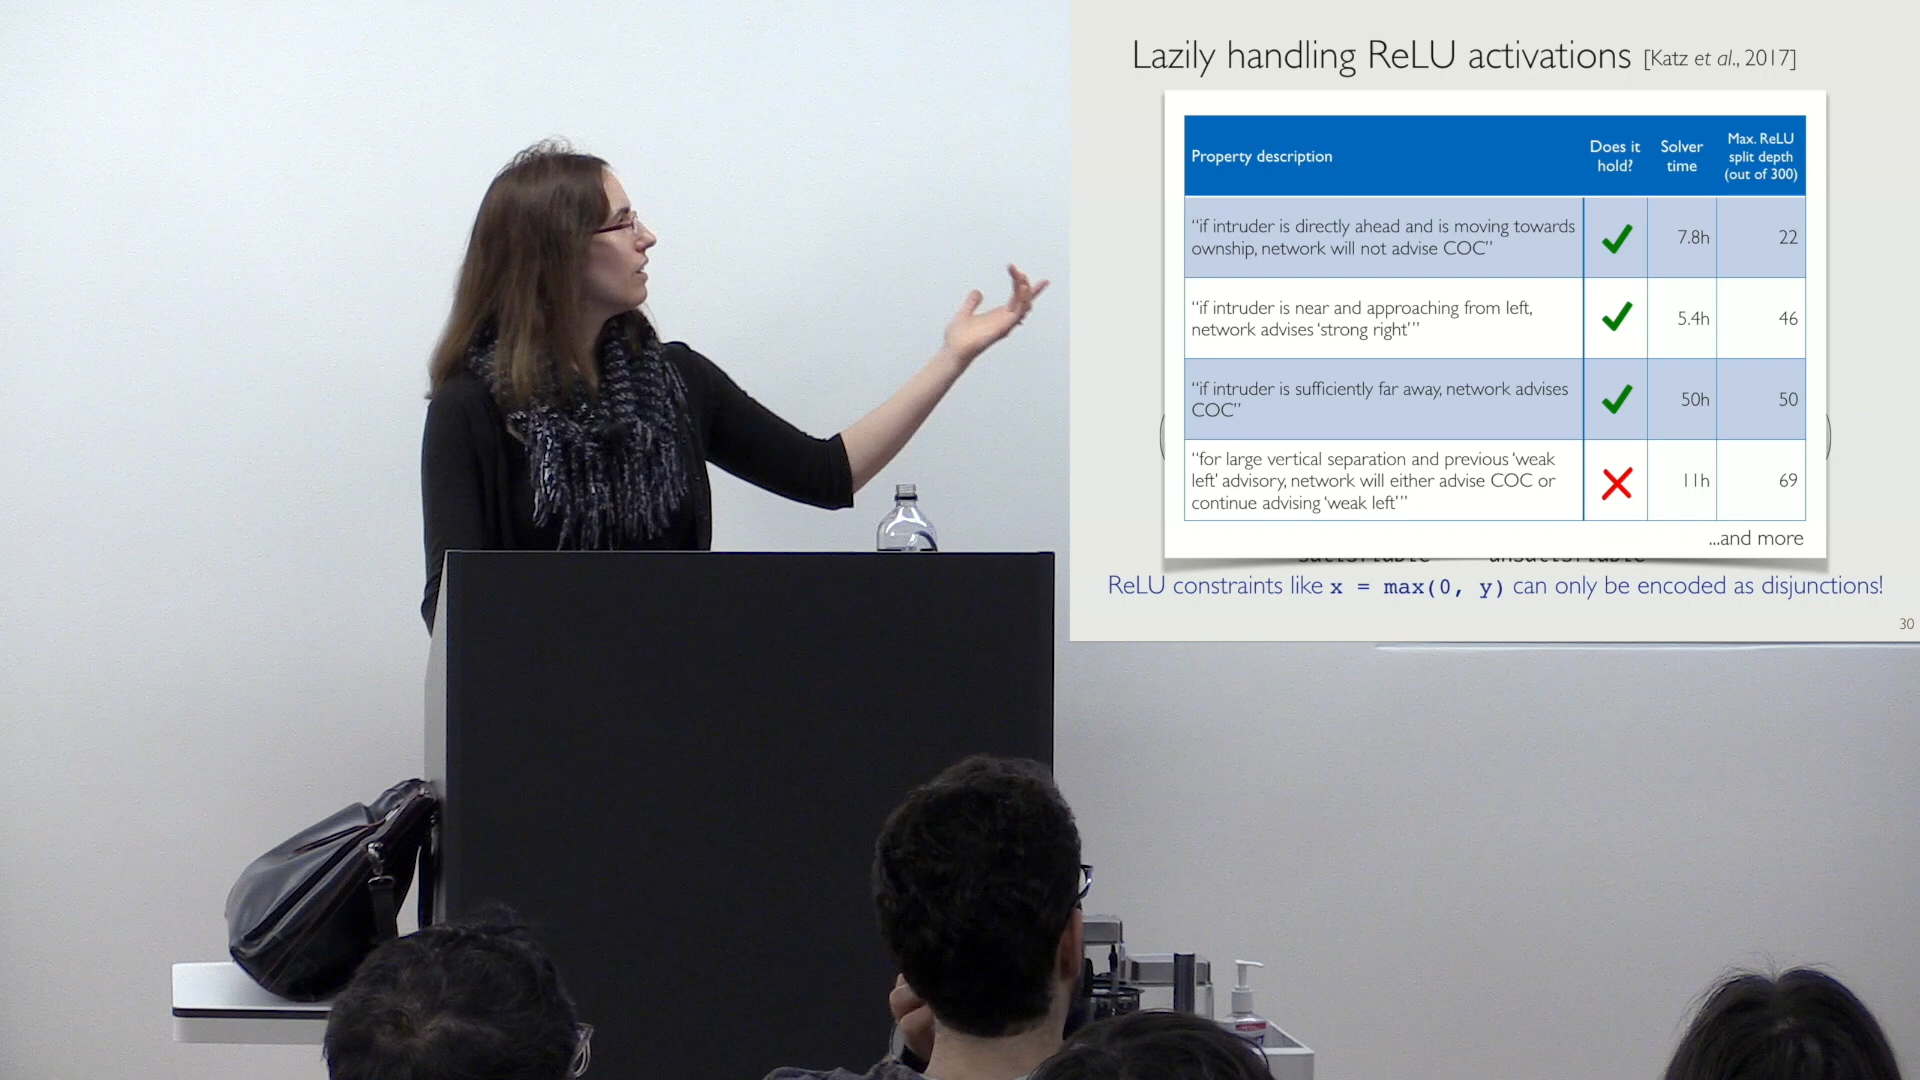 Lazily handling ReLU activations [Katz et al., 2017]
Property description
Does it
hold?
Solver
time
Max. ReLU
split depth
(out of 300)
“if intruder is directly ahead and is moving towards
ownship, network will not advise COC”
7.8h
22
“if intruder is near and approaching from left,
network advises ‘strong right’”
5.4h
46
“if intruder is sufficiently far away, network advises
COC”
50h
50
“for large vertical separation and previous ‘weak
left’ advisory, network will either advise COC or
continue advising ‘weak left’”
11h
69
...and more
ReLU constraints like x = max(0, y) can only be encoded as disjunctions!
30